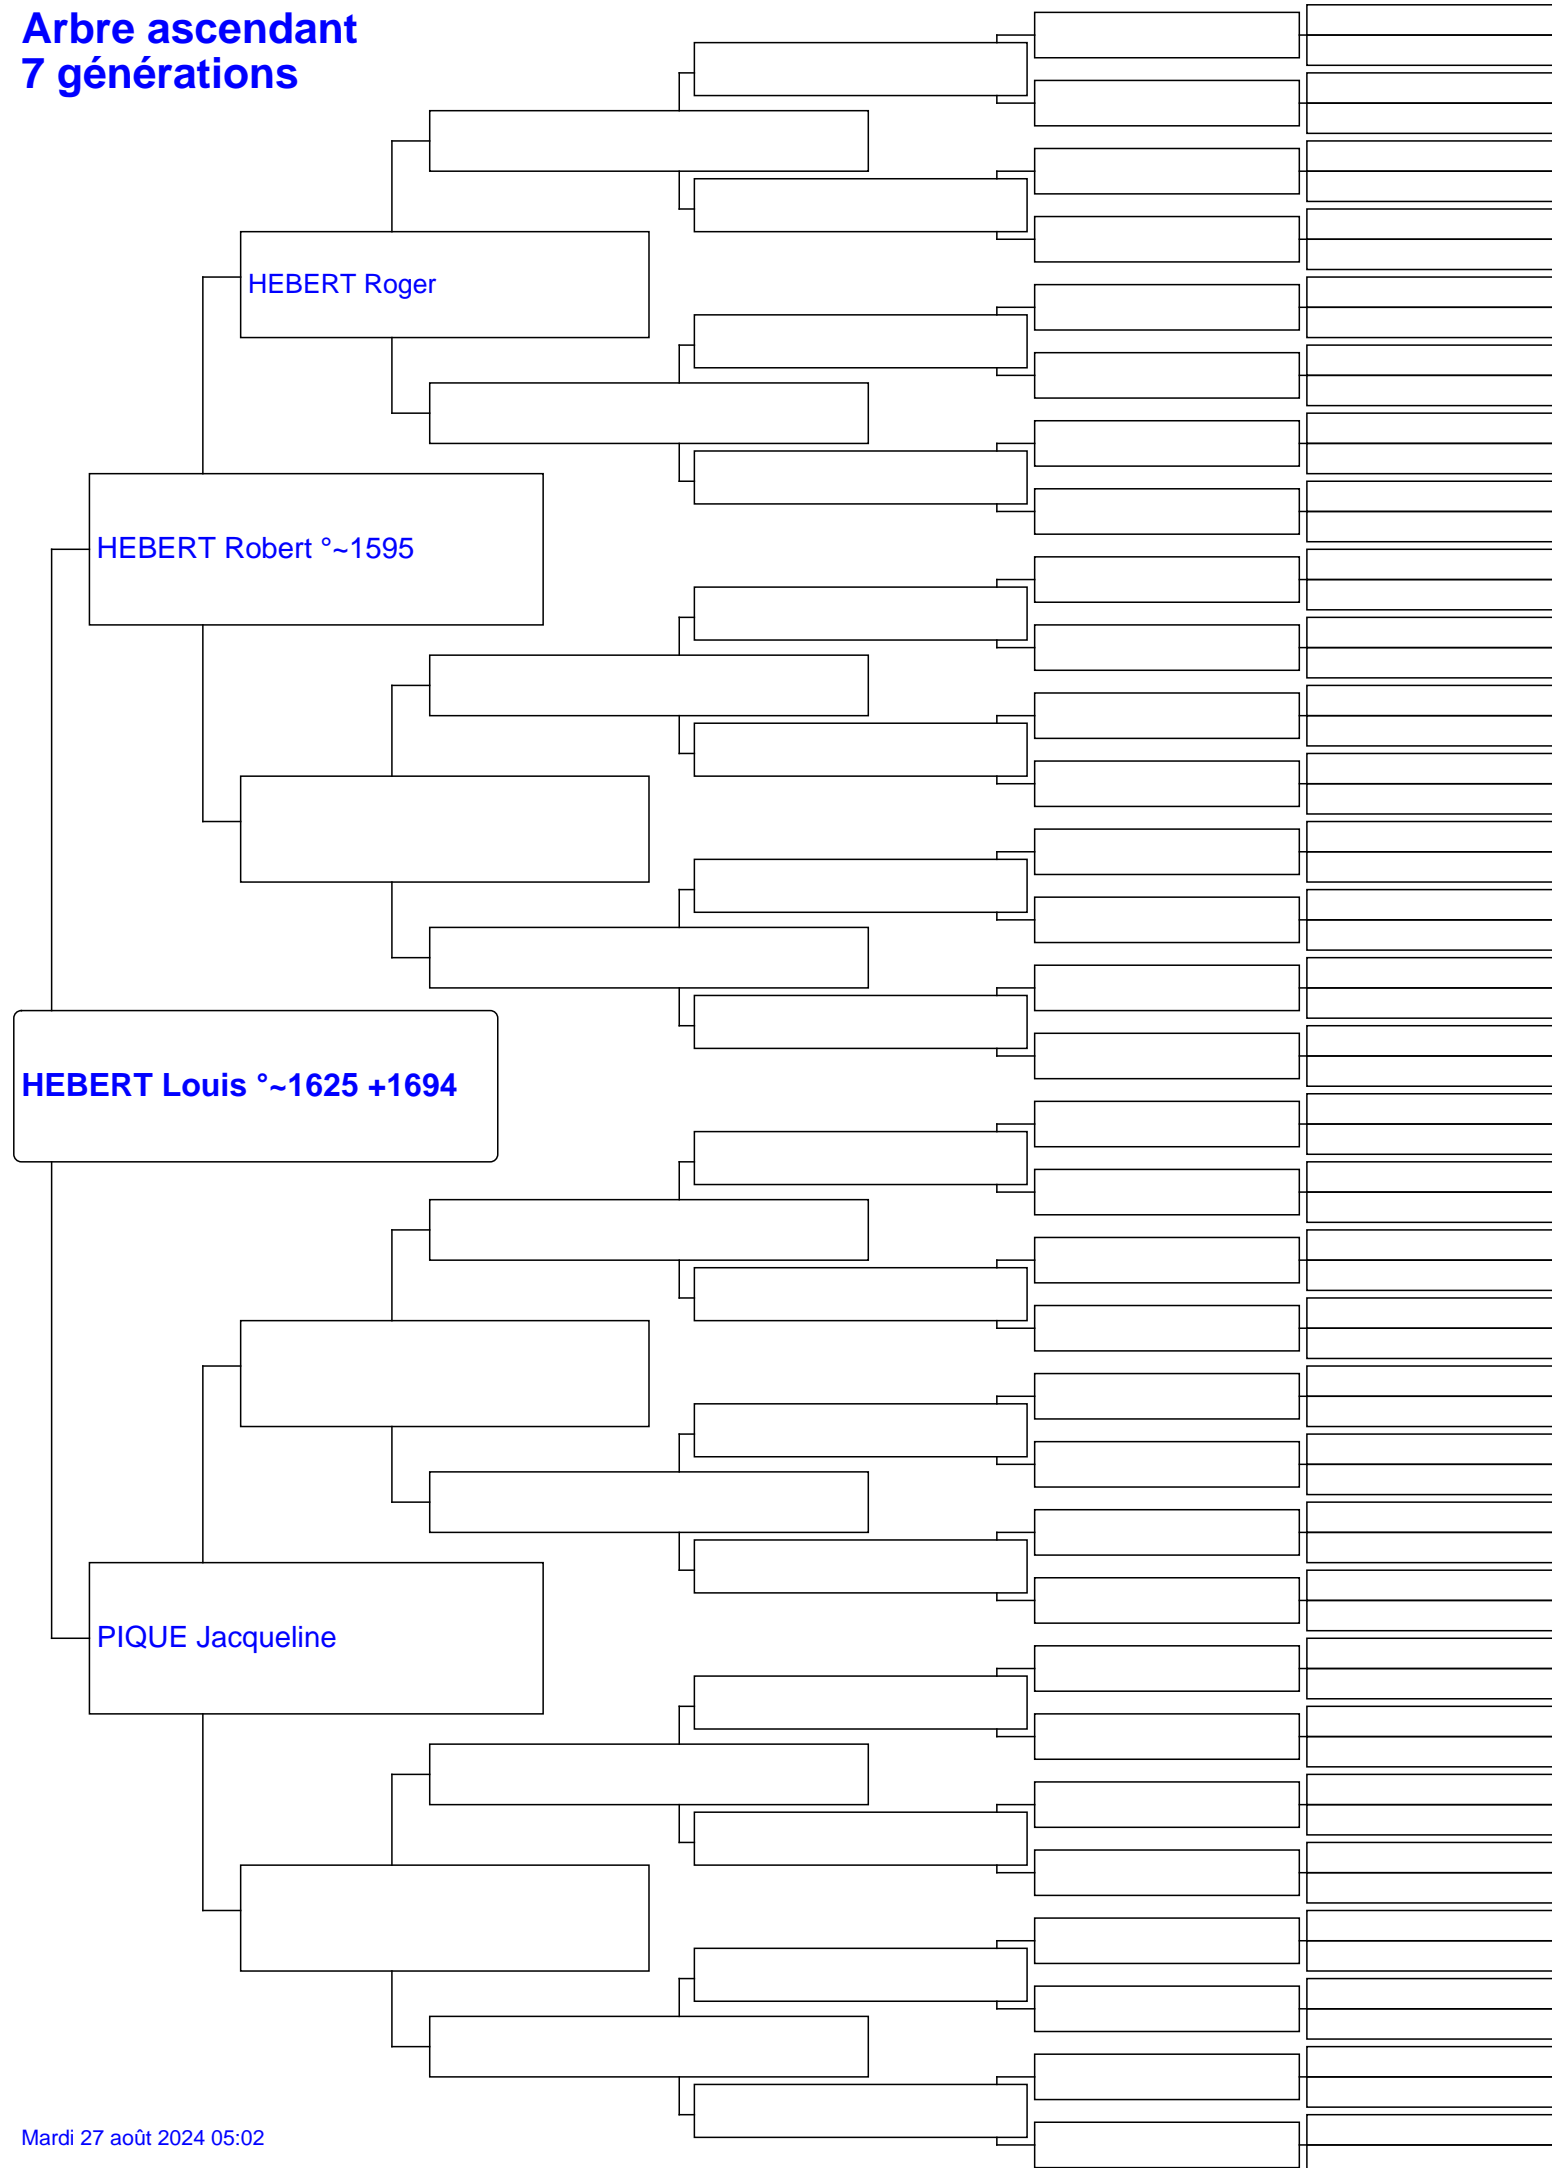 Arbre ascendant
7 générations
HEBERT Roger
HEBERT Robert °~1595
HEBERT Louis °~1625 +1694
PIQUE Jacqueline
Mardi 27 août 2024 05:02